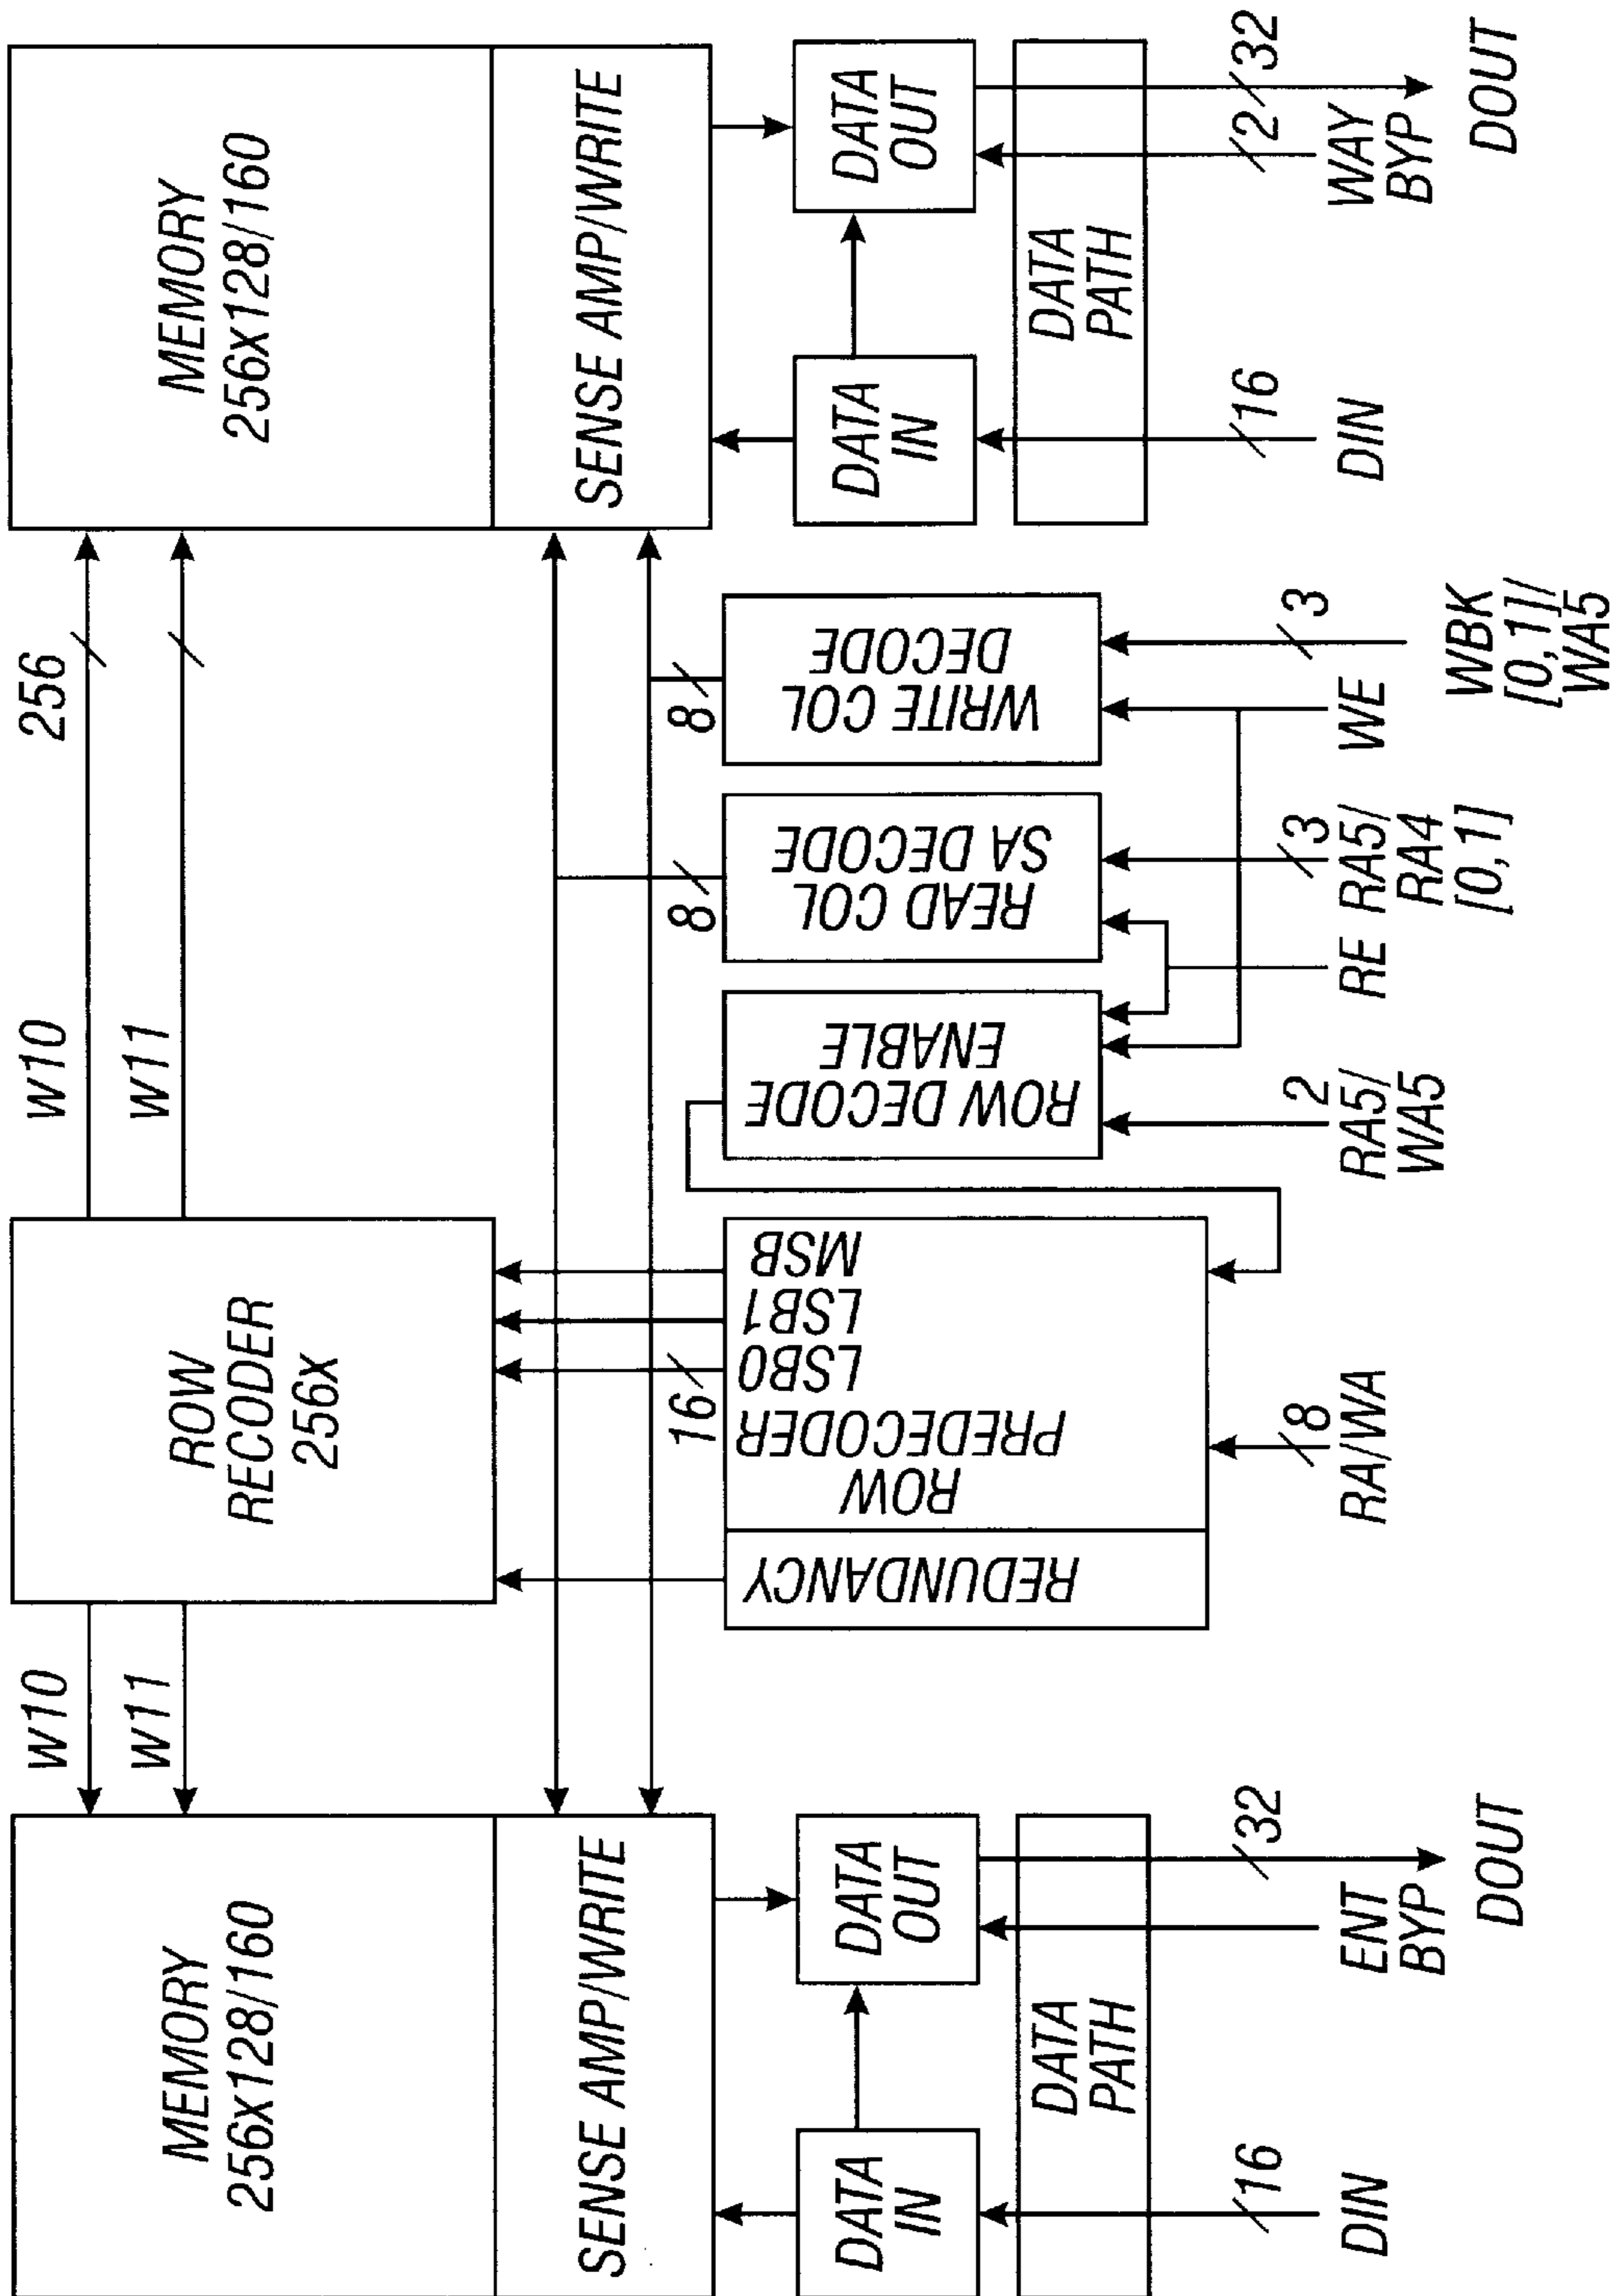 MEMORY
256x128/160
SENSE AMP/WRITE
DATA
IN
DATA
OUT
DATA
PATH
16
DIN
ENT
BYP
32
DOUT
w10
w11
ROW
RECODER
256x
REDUNDANCY
ROW
PREDECODER
LSB0
LSB1
MSB
16
8
RA/WA
w10
w11
256
ROW DECODE
ENABLE
2
RA5/
WA5
READ COL
SA DECODE
8
RE
3
RA5/
RA4
[0,1]
WRITE COL
DECODE
8
WE
3
WBK
[0,1]/
WA5
MEMORY
256x128/160
SENSE AMP/WRITE
DATA
IN
DATA
OUT
DATA
PATH
16
DIN
2
WAY
BYP
32
DOUT